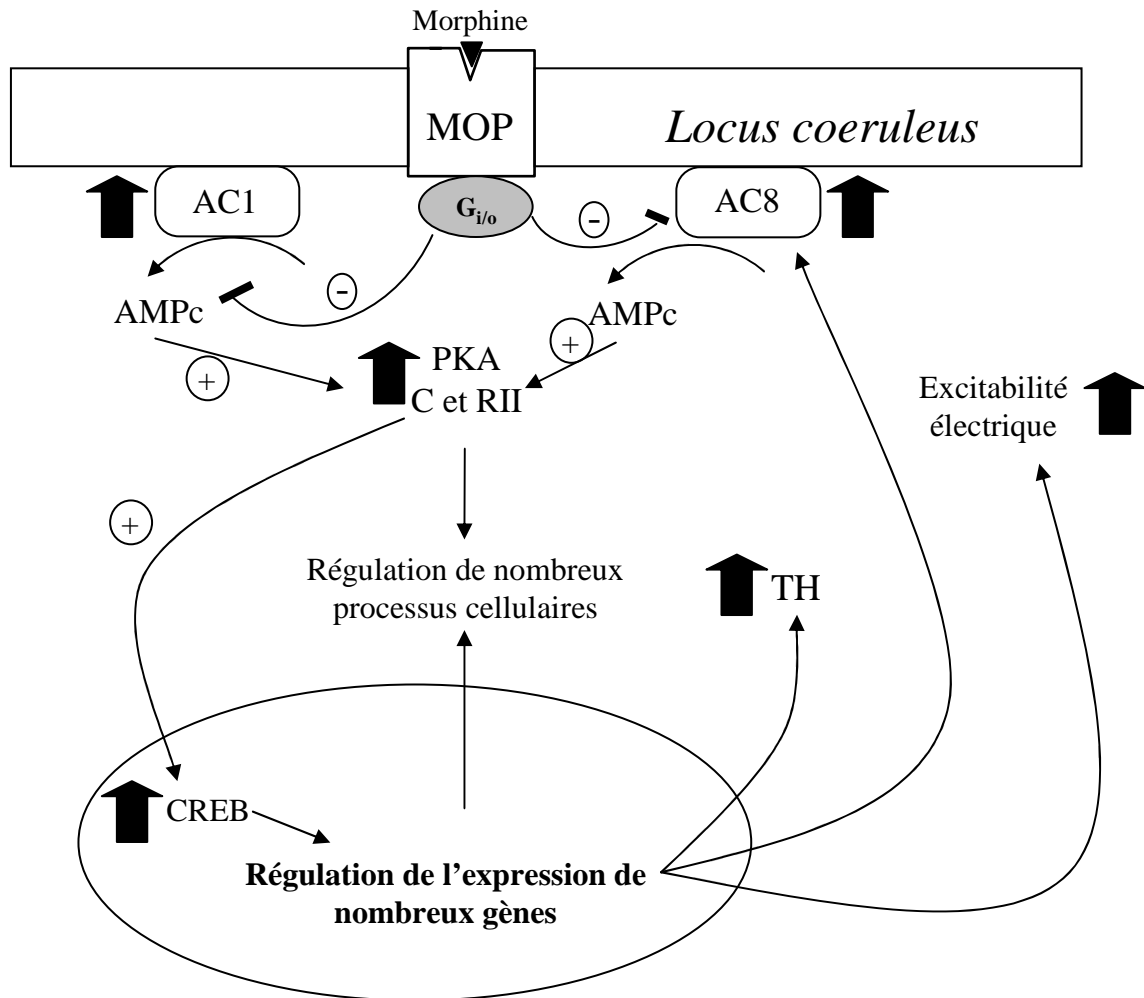 Morphine
MOP
Locus coeruleus
AC1
G i/o
AC8
-
-
AMPc
AMPc
+
+
PKA
C et RII
Excitabilité
électrique
+
Régulation de nombreux
processus cellulaires
TH
CREB
Régulation de l’expression de
nombreux gènes